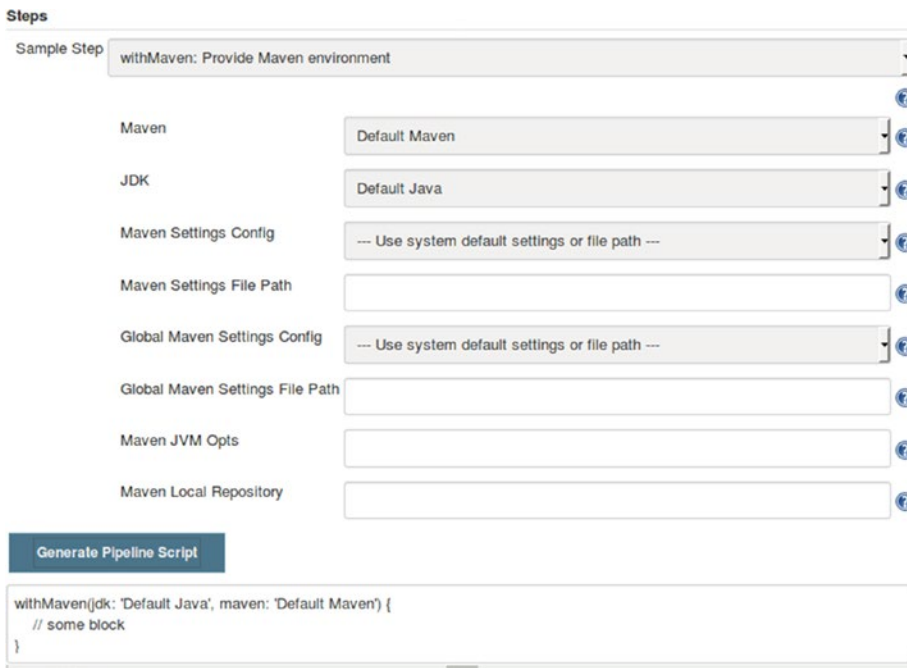 Steps
Sample Step
withMaven: Provide Maven environment
Maven
Default Maven
JDK
Default Java
Maven Settings Config
--- Use system default settings or file path ---
Maven Settings File Path
Global Maven Settings Config
--- Use system default settings or file path ---
Global Maven Settings File Path
Maven JVM Opts
Maven Local Repository
Generate Pipeline Script
withMaven(jdk: 'Default Java', maven: 'Default Maven') {
// some block
}